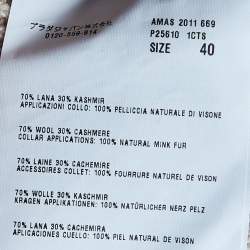 プラダジャパン株式会社
0120-559-914
AMAS 2011 669
P25610 1CTS
SIZE 40
70% LANA 30% KASHMIR
APPLICAZIONI COLLO: 100% PELLICCIA NATURALE DI VISONE
70% WOOL 30% CASHMERE
COLLAR APPLICATIONS: 100% NATURAL MINK FUR
70% LAINE 30% CACHEMIRE
ACCESSOIRES COLLET: 100% FOURRURE NATUREL DE VISON
70% WOLLE 30% KASCHMIR
KRAGEN APPLIKATIONEN: 100% NATÜRLICHER NERZ PELZ
70% LANA 30% CACHEMIRA
APLICACIONES CUELLO: 100% PIEL NATURAL DE VISON